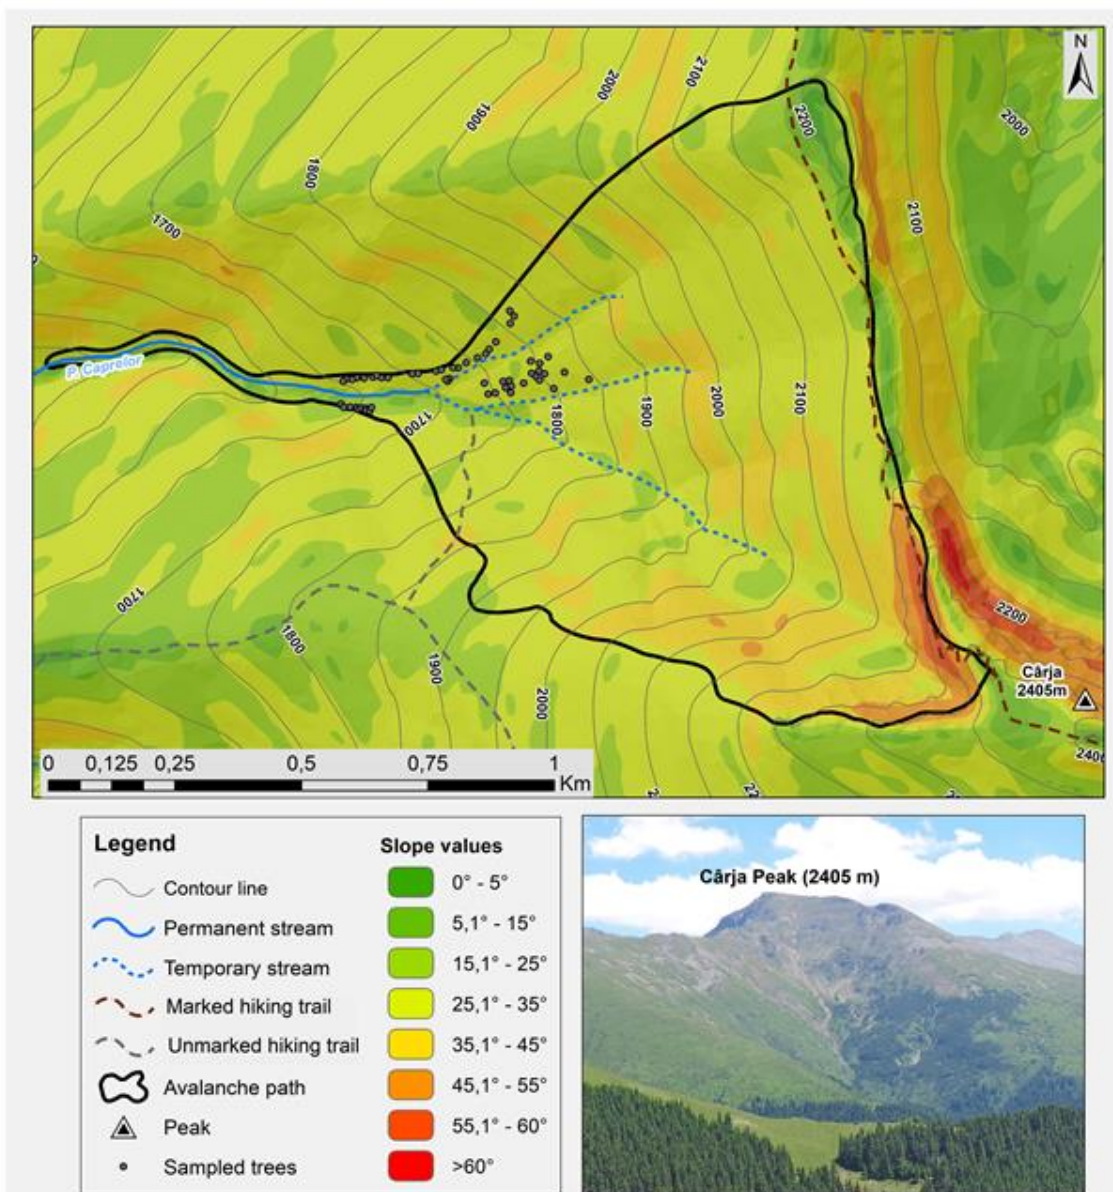 N
2100
2000
1900
2200
2000
1800
1700
2100
P. Caprelor
1700
1800
1900
2000
2100
1700
1800
1900
2000
2200
Cârja
2405m
0 0,125 0,25 0,5 0,75 1
Km
Legend
Contour line
Permanent stream
Temporary stream
Marked hiking trail
Unmarked hiking trail
Avalanche path
Peak
Sampled trees
Slope values
0° - 5°
5,1° - 15°
15,1° - 25°
25,1° - 35°
35,1° - 45°
45,1° - 55°
55,1° - 60°
>60°
Cârja Peak (2405 m)